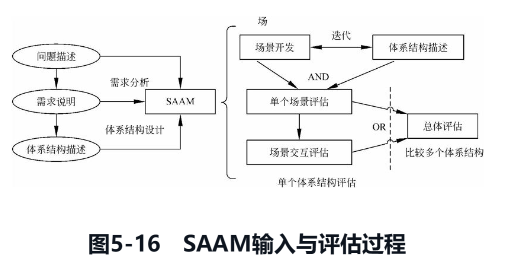 场
问题描述
场景开发
迭代
体系结构描述
需求分析
AND
需求说明
SAAM
单个场景评估
体系结构设计
OR
总体评估
体系结构描述
场景交互评估
比较多个体系结构
单个体系结构评估
图5-16 SAAM输入与评估过程